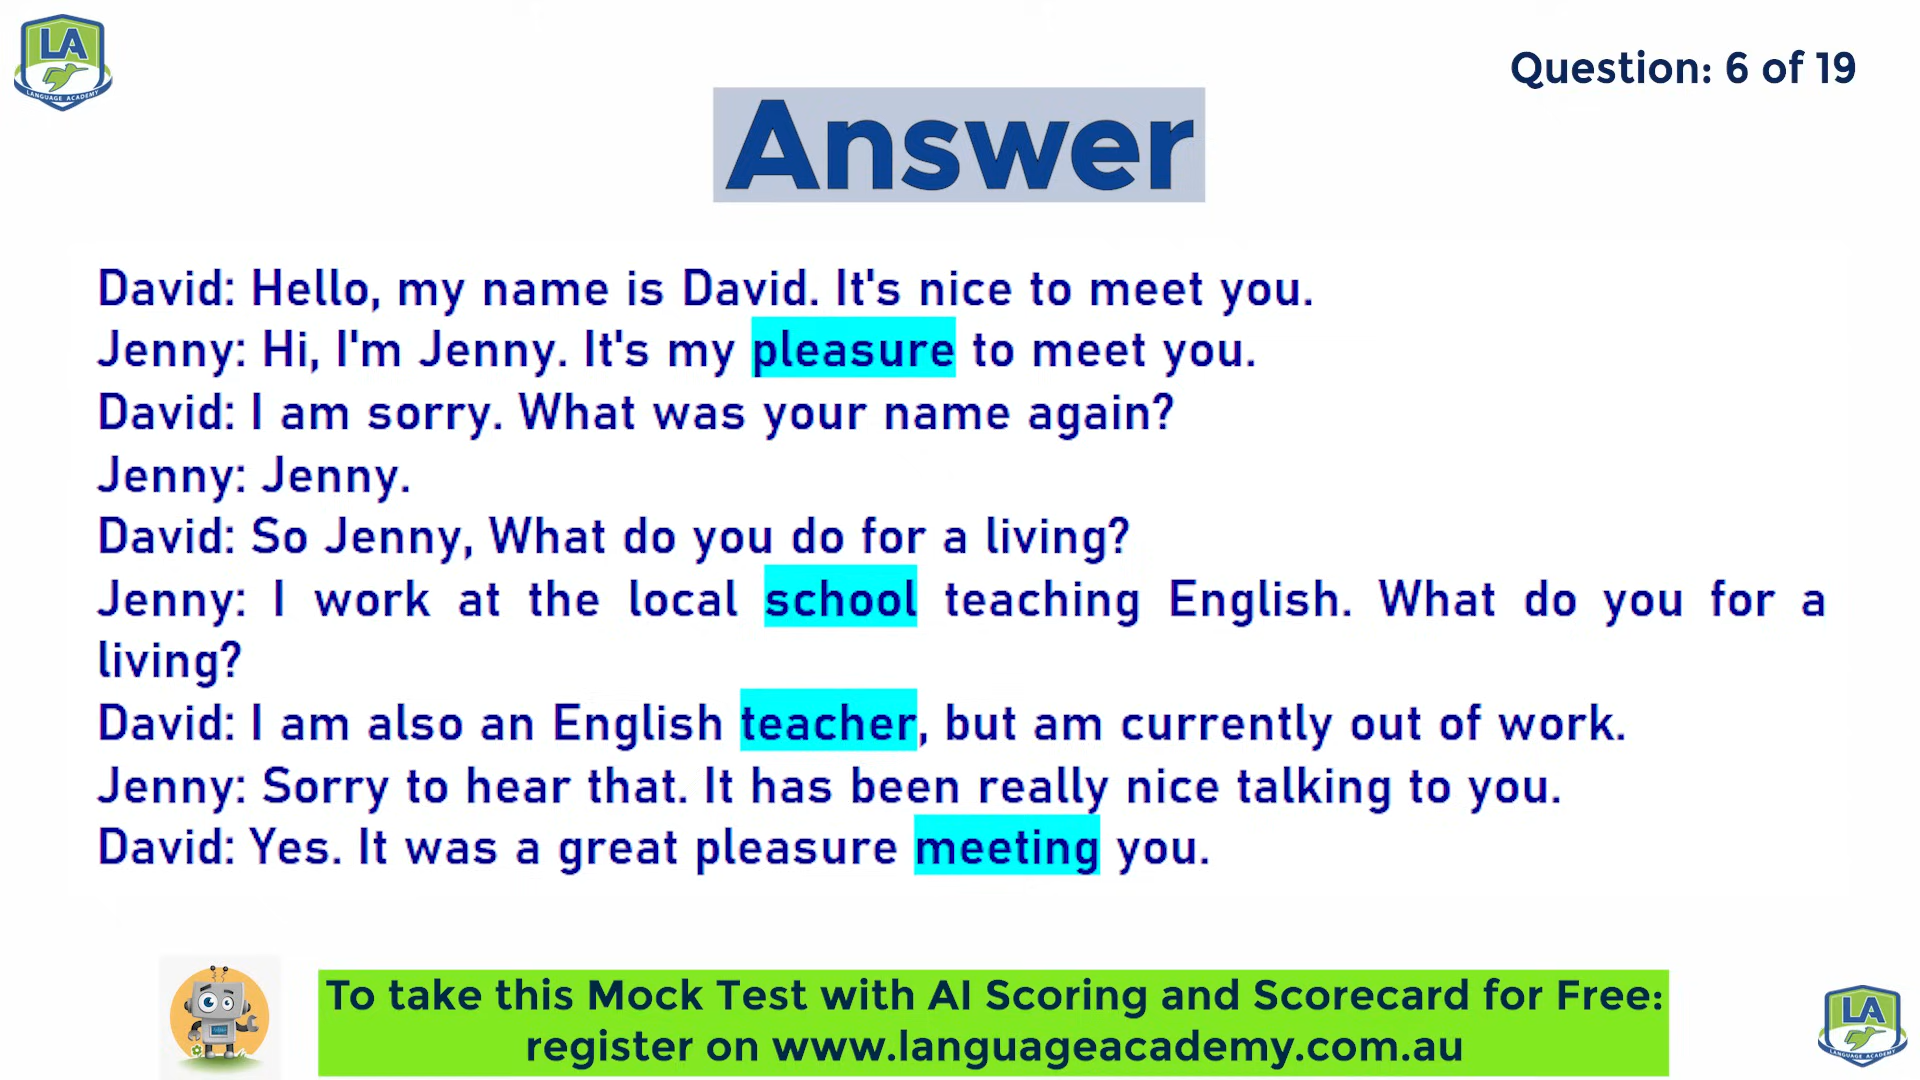 LA
LANGUAGE ACADEMY
Question: 6 of 19
Answer
David: Hello, my name is David. It's nice to meet you.
Jenny: Hi, I'm Jenny. It's my pleasure to meet you.
David: I am sorry. What was your name again?
Jenny: Jenny.
David: So Jenny, What do you do for a living?
Jenny: I work at the local school teaching English. What do you for a
living?
David: I am also an English teacher, but am currently out of work.
Jenny: Sorry to hear that. It has been really nice talking to you.
David: Yes. It was a great pleasure meeting you.
To take this Mock Test with AI Scoring and Scorecard for Free:
register on www.languageacademy.com.au
LA
LANGUAGE ACADEMY